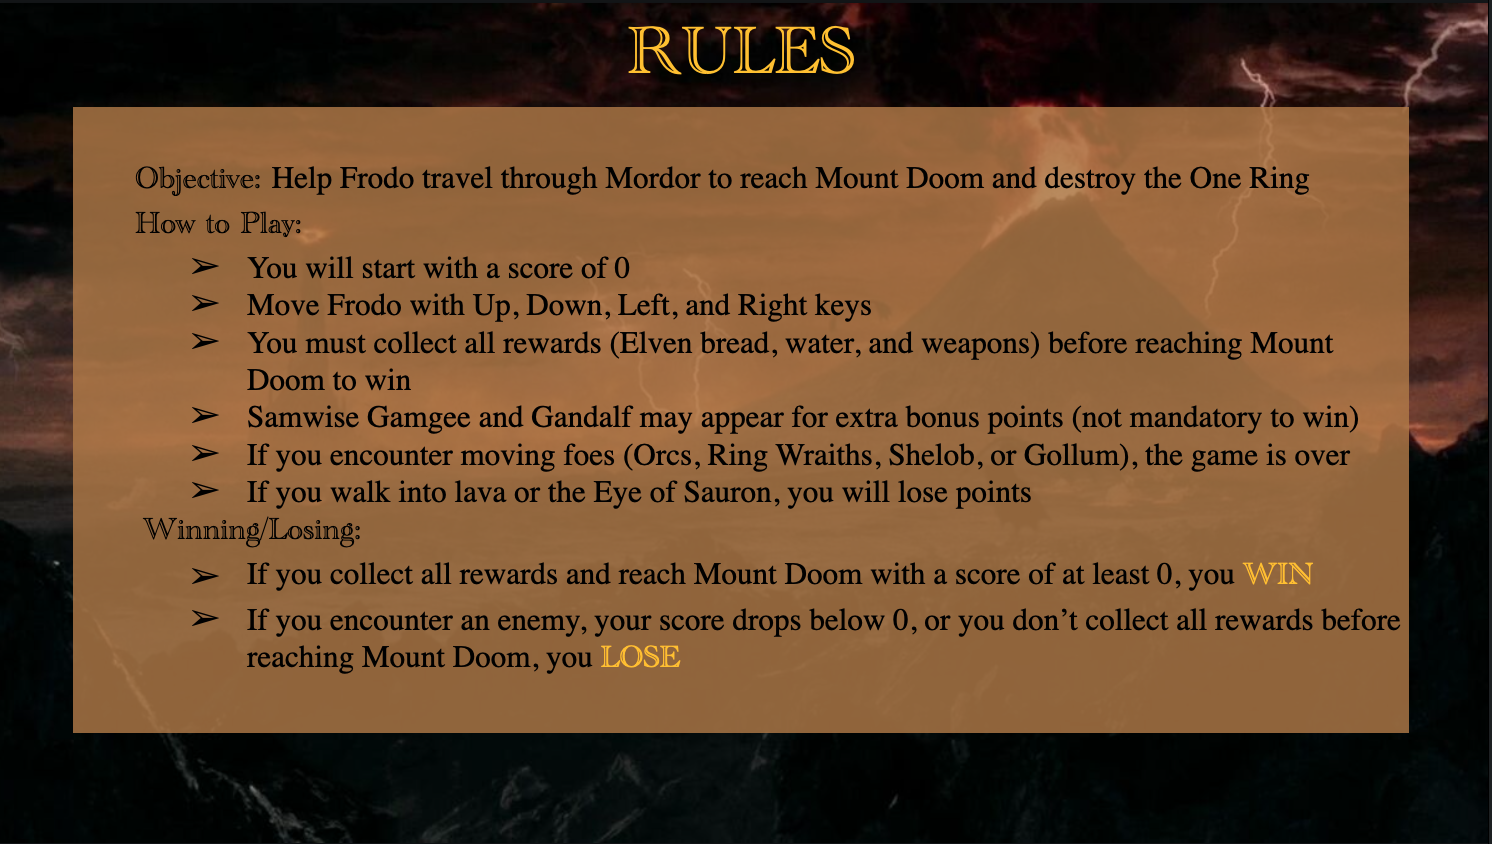 RULES
Objective: Help Frodo travel through Mordor to reach Mount Doom and destroy the One Ring
How to Play:
➢ You will start with a score of 0
➢ Move Frodo with Up, Down, Left, and Right keys
➢ You must collect all rewards (Elven bread, water, and weapons) before reaching Mount
Doom to win
➢ Samwise Gamgee and Gandalf may appear for extra bonus points (not mandatory to win)
➢ If you encounter moving foes (Orcs, Ring Wraiths, Shelob, or Gollum), the game is over
➢ If you walk into lava or the Eye of Sauron, you will lose points
Winning/Losing:
➢ If you collect all rewards and reach Mount Doom with a score of at least 0, you WIN
➢ If you encounter an enemy, your score drops below 0, or you don’t collect all rewards before
reaching Mount Doom, you LOSE